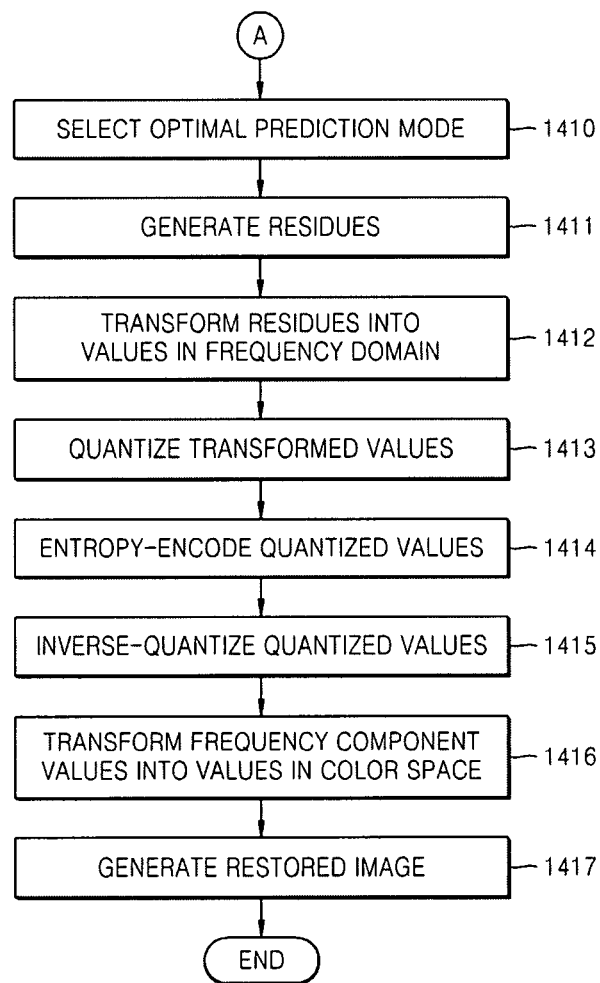 A
SELECT OPTIMAL PREDICTION MODE
1410
GENERATE RESIDUES
1411
TRANSFORM RESIDUES INTO
VALUES IN FREQUENCY DOMAIN
1412
QUANTIZE TRANSFORMED VALUES
1413
ENTROPY-ENCODE QUANTIZED VALUES
1414
INVERSE-QUANTIZE QUANTIZED VALUES
1415
TRANSFORM FREQUENCY COMPONENT
VALUES INTO VALUES IN COLOR SPACE
1416
GENERATE RESTORED IMAGE
1417
END